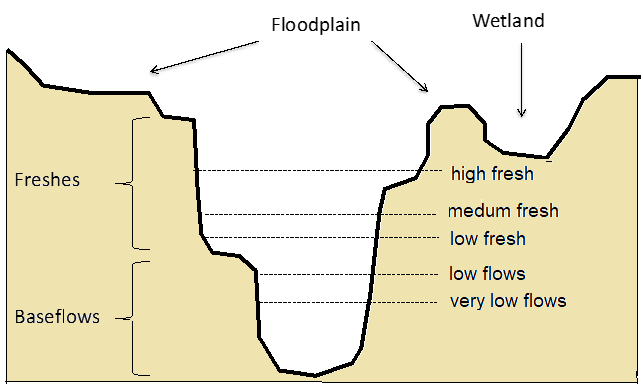 Floodplain
Wetland
Freshes
high fresh
medum fresh
low fresh
low flows
very low flows
Baseflows